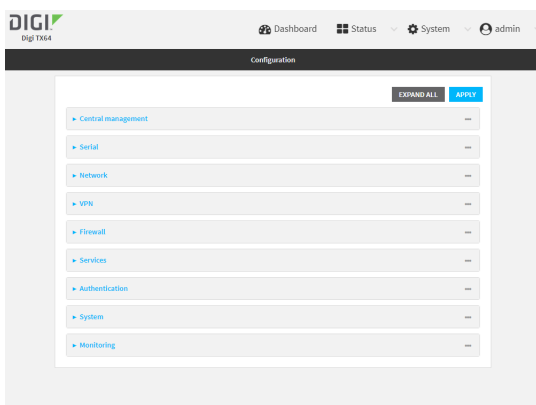 DIGI
Digi TX64
Dashboard Status System admin
Configuration
EXPAND ALL APPLY
Central management
Serial
Network
VPN
Firewall
Services
Authentication
System
Monitoring